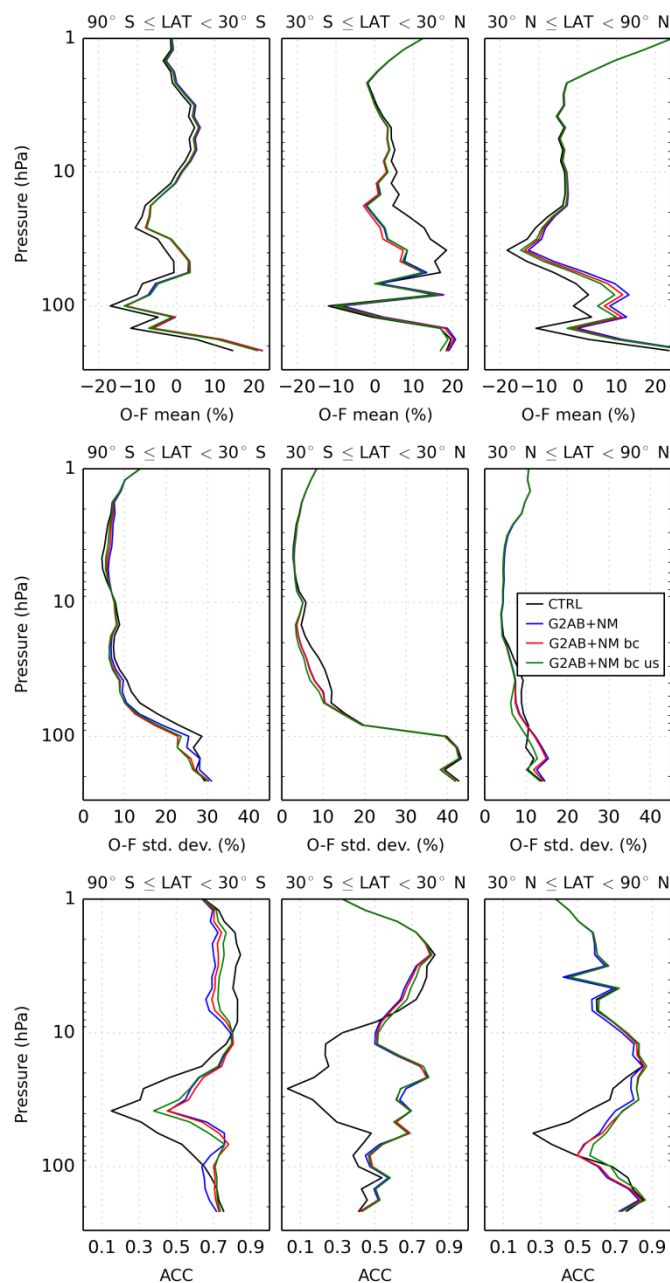 90° S ≤ LAT < 30° S 30° S ≤ LAT < 30° N 30° N ≤ LAT < 90° N
1
10
100
Pressure (hPa)
−20 −10 0 10 20 −20 −10 0 10 20 −20 −10 0 10 20
O-F mean (%) O-F mean (%) O-F mean (%)
90° S ≤ LAT < 30° S 30° S ≤ LAT < 30° N 30° N ≤ LAT < 90° N
1
10
100
Pressure (hPa)
CTRL
G2AB+NM
G2AB+NM bc
G2AB+NM bc us
0 10 20 30 40 0 10 20 30 40 0 10 20 30 40
O-F std. dev. (%) O-F std. dev. (%) O-F std. dev. (%)
90° S ≤ LAT < 30° S 30° S ≤ LAT < 30° N 30° N ≤ LAT < 90° N
1
10
100
Pressure (hPa)
0.1 0.3 0.5 0.7 0.9 0.1 0.3 0.5 0.7 0.9 0.1 0.3 0.5 0.7 0.9
ACC ACC ACC